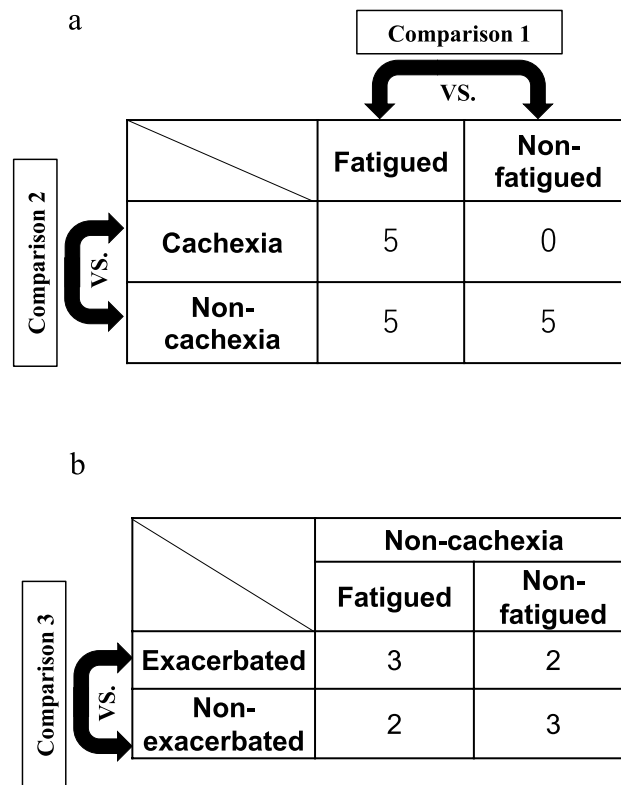 a
Comparison 1
VS.
Fatigued
Non-
fatigued
Comparison 2
VS.
Cachexia
5
0
Non-
cachexia
5
5
b
Non-cachexia
Fatigued
Non-
fatigued
Comparison 3
VS.
Exacerbated
3
2
Non-
exacerbated
2
3